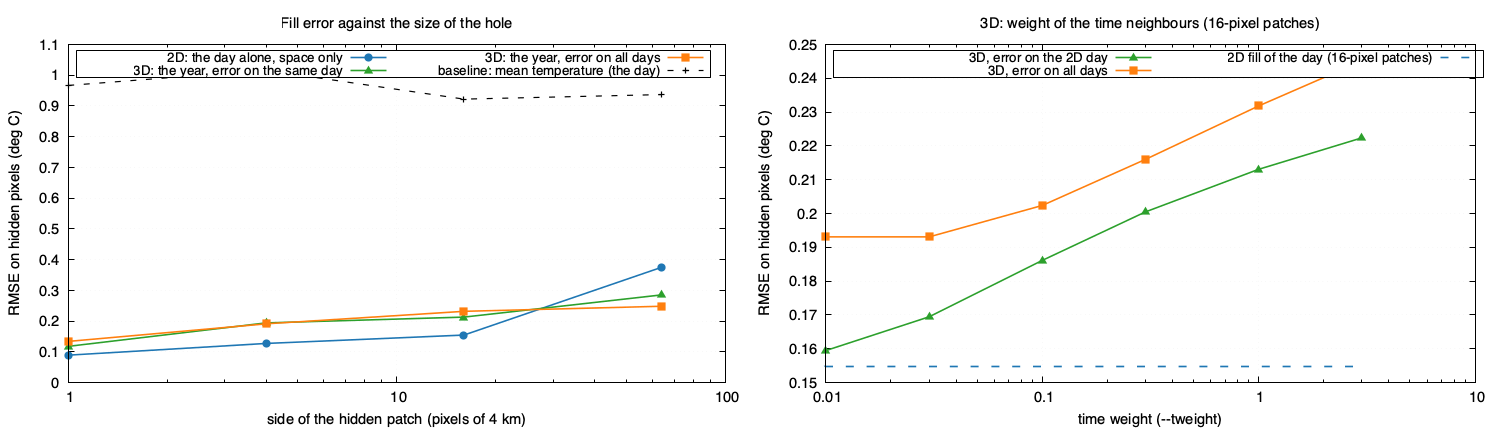 Fill error against the size of the hole
2D: the day alone, space only
3D: the year, error on the same day
3D: the year, error on all days
baseline: mean temperature (the day)
RMSE on hidden pixels (deg C)
1.1
1
0.9
0.8
0.7
0.6
0.5
0.4
0.3
0.2
0.1
0
1
10
100
side of the hidden patch (pixels of 4 km)
3D: weight of the time neighbours (16-pixel patches)
3D, error on the 2D day
3D, error on all days
2D fill of the day (16-pixel patches)
RMSE on hidden pixels (deg C)
0.25
0.24
0.23
0.22
0.21
0.2
0.19
0.18
0.17
0.16
0.15
0.01
0.1
1
10
time weight (--tweight)